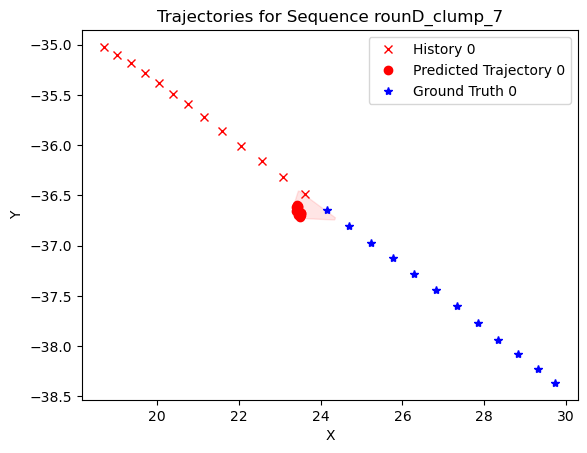 Trajectories for Sequence rounD_clump_7
History 0
Predicted Trajectory 0
Ground Truth 0
−35.0
−35.5
−36.0
−36.5
−37.0
−37.5
−38.0
−38.5
Y
20
22
24
26
28
30
X